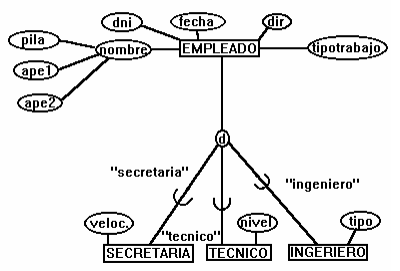 dni
fecha
dir
pila
nombre
EMPLEADO
tipotrabajo
ape1
ape2
d
"secretaria"
"ingeniero"
veloc.
"tecnico"
nivel
tipo
SECRETARIA
TECNICO
INGERIERO